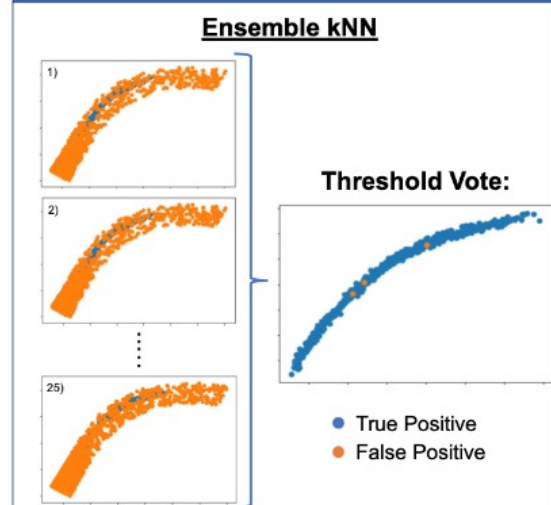 Ensemble kNN
1)
2)
25)
Threshold Vote:
True Positive
False Positive